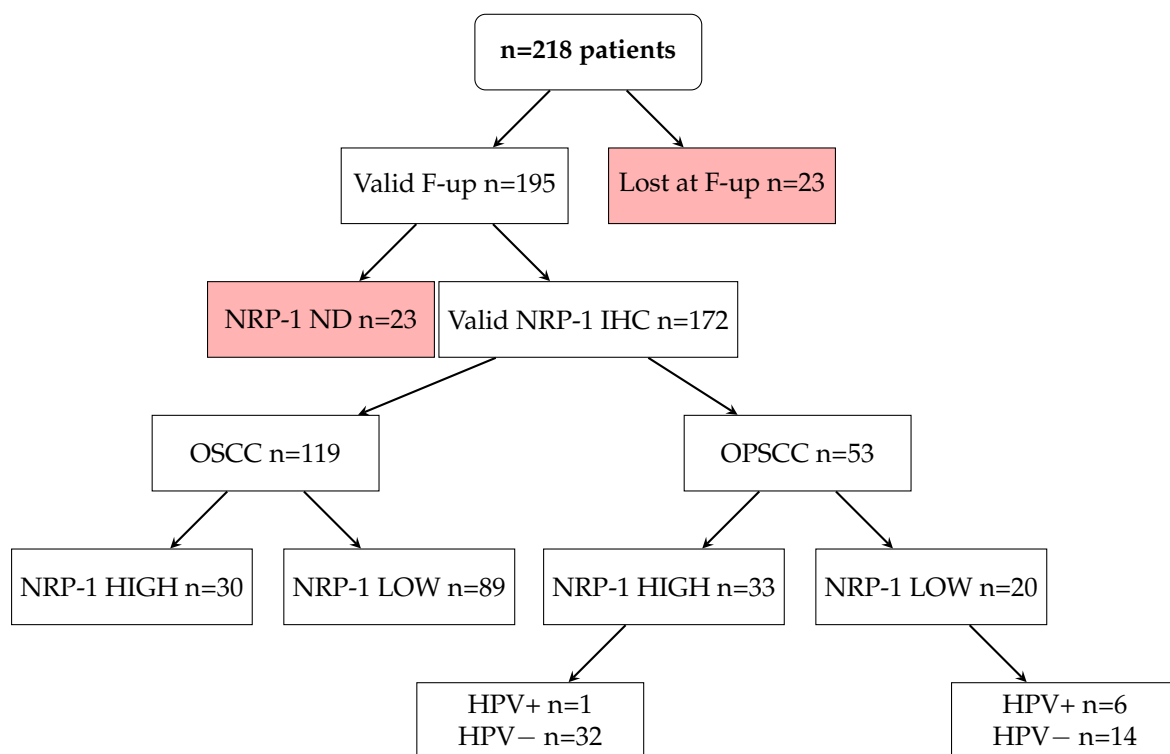 n=218 patients
Valid F-up n=195
Lost at F-up n=23
NRP-1 ND n=23
Valid NRP-1 IHC n=172
OSCC n=119
OPSCC n=53
NRP-1 HIGH n=30
NRP-1 LOW n=89
NRP-1 HIGH n=33
NRP-1 LOW n=20
HPV+ n=1
HPV− n=32
HPV+ n=6
HPV− n=14